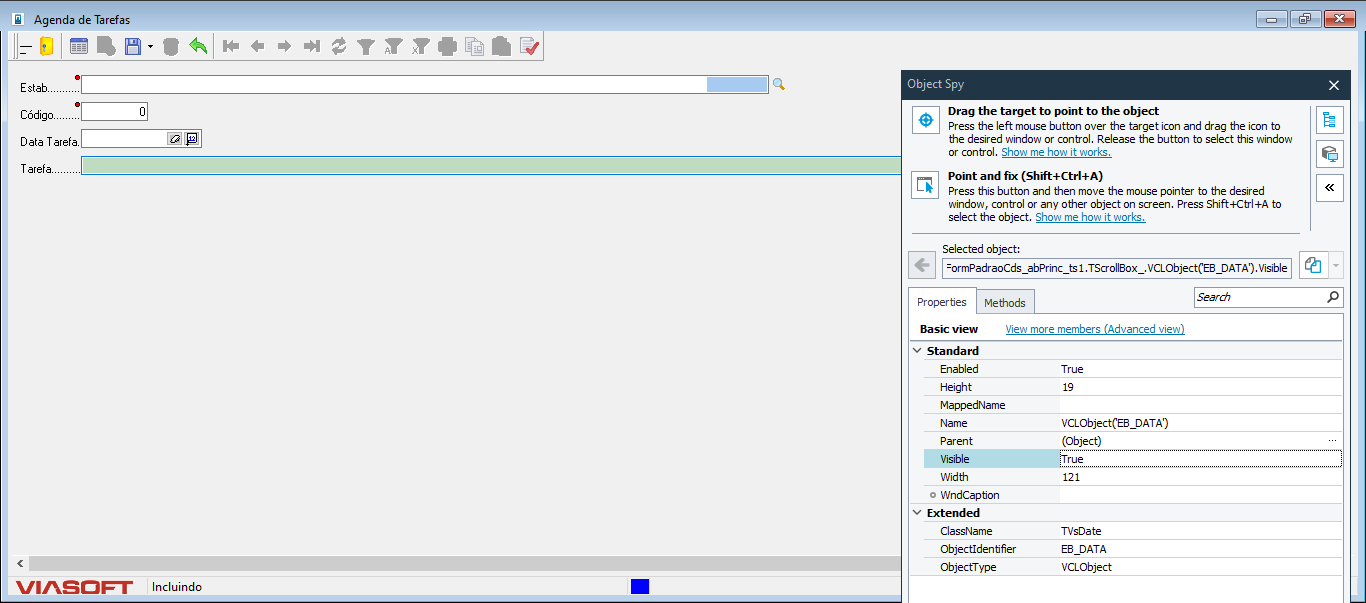 Agenda de Tarefas
Estab..........
Código........ 0
Data Tarefa. 12
Tarefa..........
VIASOFT Incluindo
Object Spy
Drag the target to point to the object
Press the left mouse button over the target icon and drag the icon to
the desired window or control. Release the button to select this window
or control. Show me how it works.
Point and fix (Shift+Ctrl+A)
Press this button and then move the mouse pointer to the desired
window, control or any other object on screen. Press Shift+Ctrl+A to
select the object. Show me how it works.
Selected object:
FormPadraoCds_abPrinc_ts1.TScrollBox_.VCLObject('EB_DATA').Visible
Properties Methods Search
Basic view View more members (Advanced view)
Standard
Enabled True
Height 19
MappedName
Name VCLObject('EB_DATA')
Parent (Object) ...
Visible True
Width 121
WndCaption
Extended
ClassName TVsDate
ObjectIdentifier EB_DATA
ObjectType VCLObject